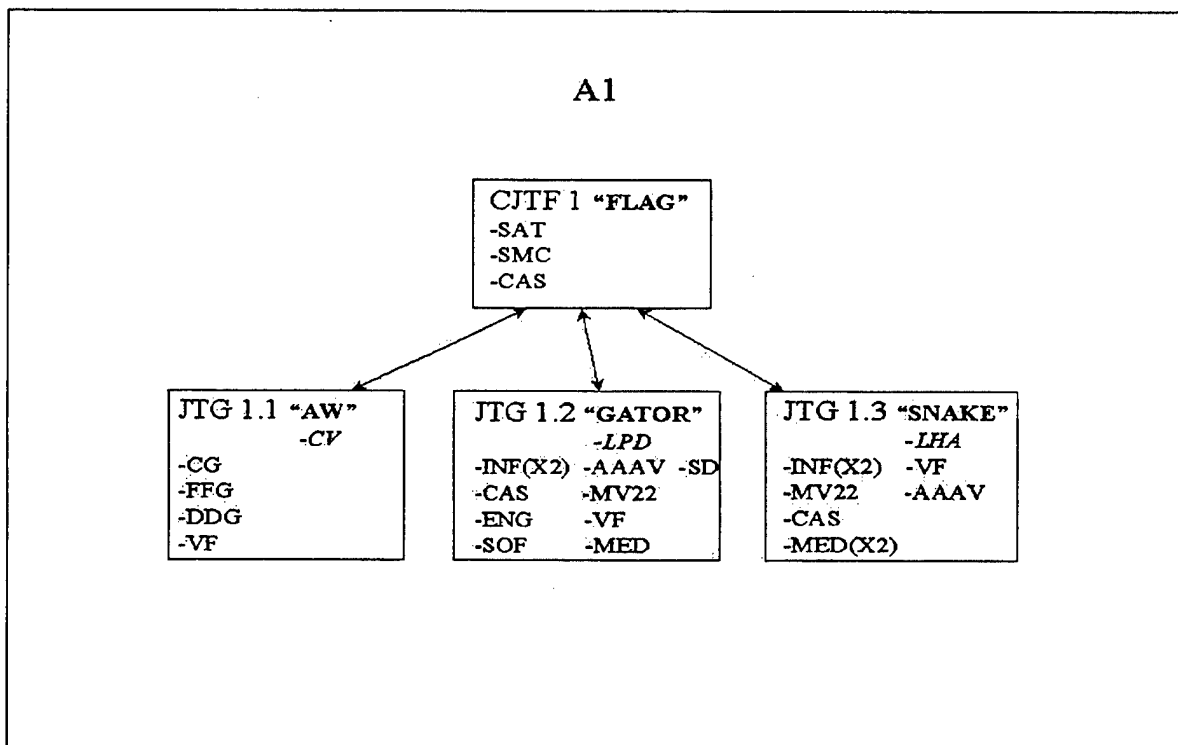 A1
CJTF 1 “FLAG”
-SAT
-SMC
-CAS
JTG 1.1 “AW”
-CV
-CG
-FFG
-DDG
-VF
JTG 1.2 “GATOR”
-LPD
-INF(X2) -AAAV -SD
-CAS -MV22
-ENG -VF
-SOF -MED
JTG 1.3 “SNAKE”
-LHA
-INF(X2) -VF
-MV22 -AAAV
-CAS
-MED(X2)